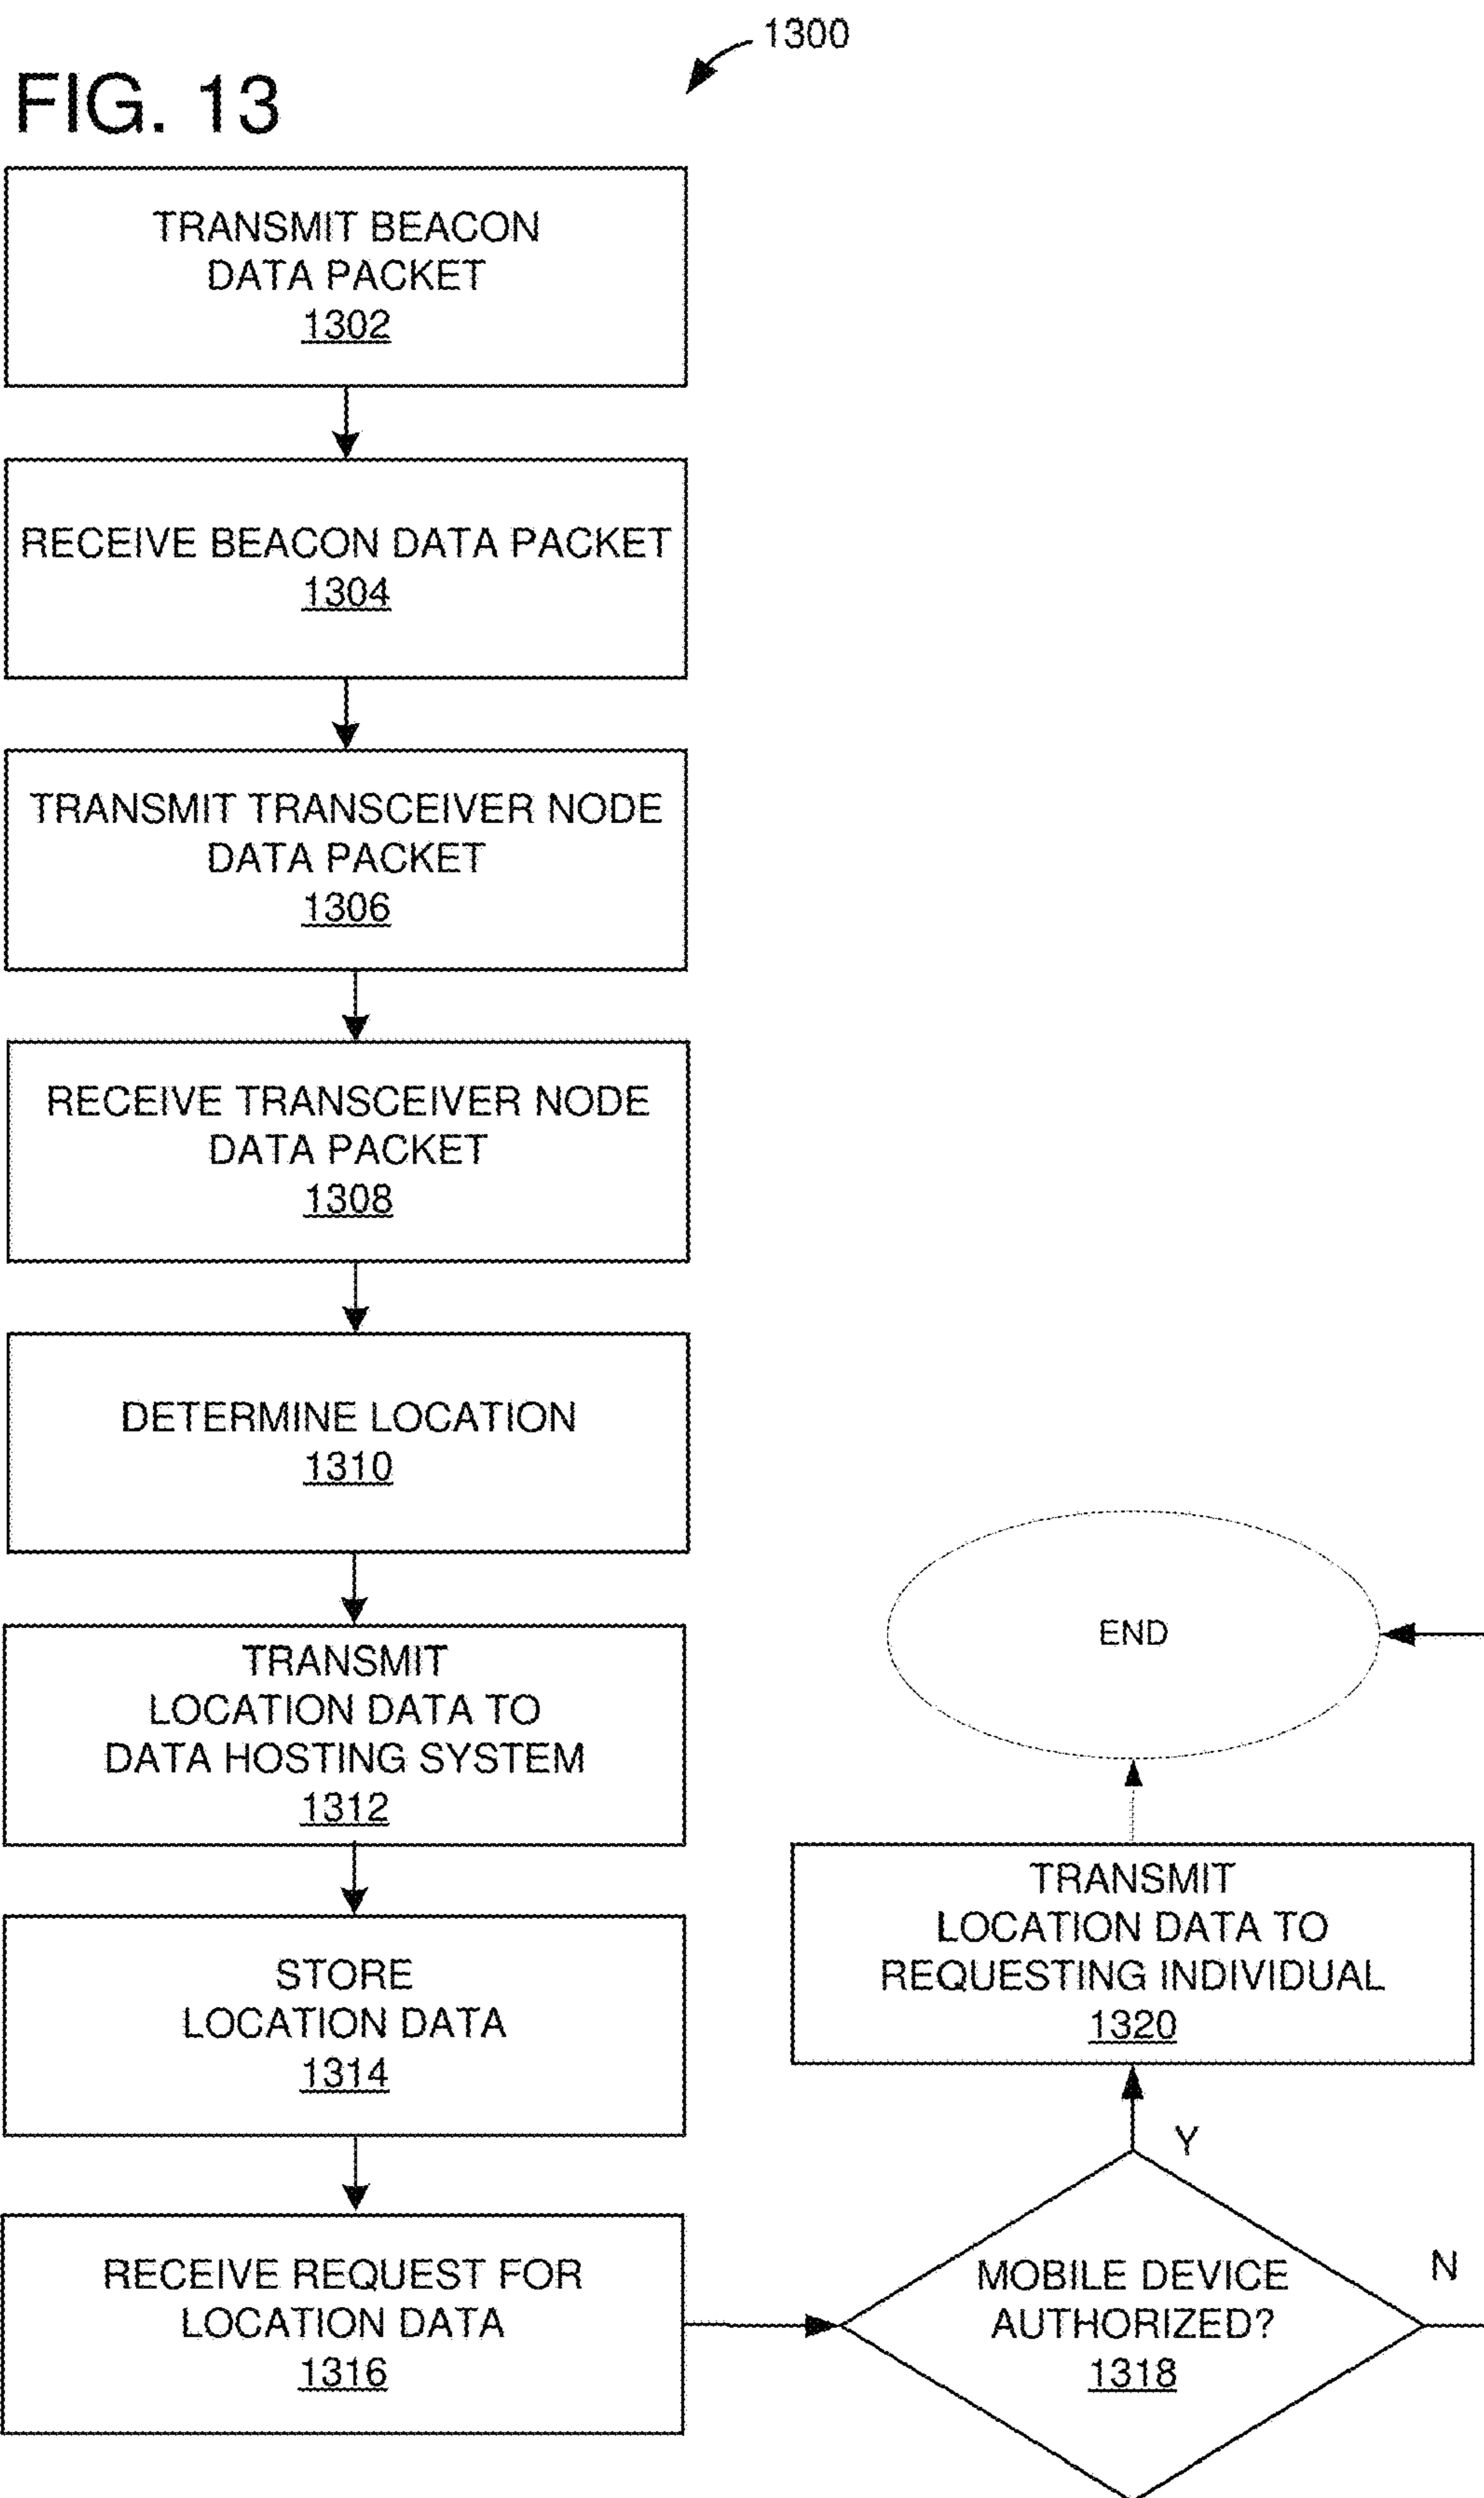 1300
FIG. 13
TRANSMIT BEACON
DATA PACKET
1302
RECEIVE BEACON DATA PACKET
1304
TRANSMIT TRANSCEIVER NODE
DATA PACKET
1306
RECEIVE TRANSCEIVER NODE
DATA PACKET
1308
DETERMINE LOCATION
1310
TRANSMIT
LOCATION DATA TO
DATA HOSTING SYSTEM
1312
STORE
LOCATION DATA
1314
RECEIVE REQUEST FOR
LOCATION DATA
1316
MOBILE DEVICE
AUTHORIZED?
1318
Y
N
TRANSMIT
LOCATION DATA TO
REQUESTING INDIVIDUAL
1320
END